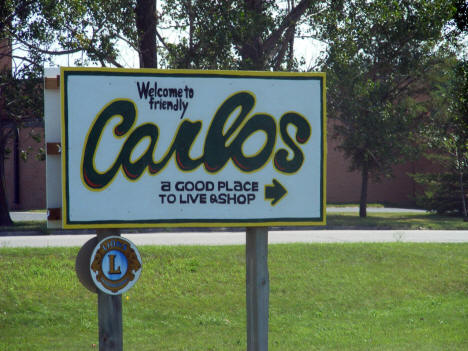 Welcome to
friendly
Carlos
a GOOD PLACE
TO LIVE & SHOP
L